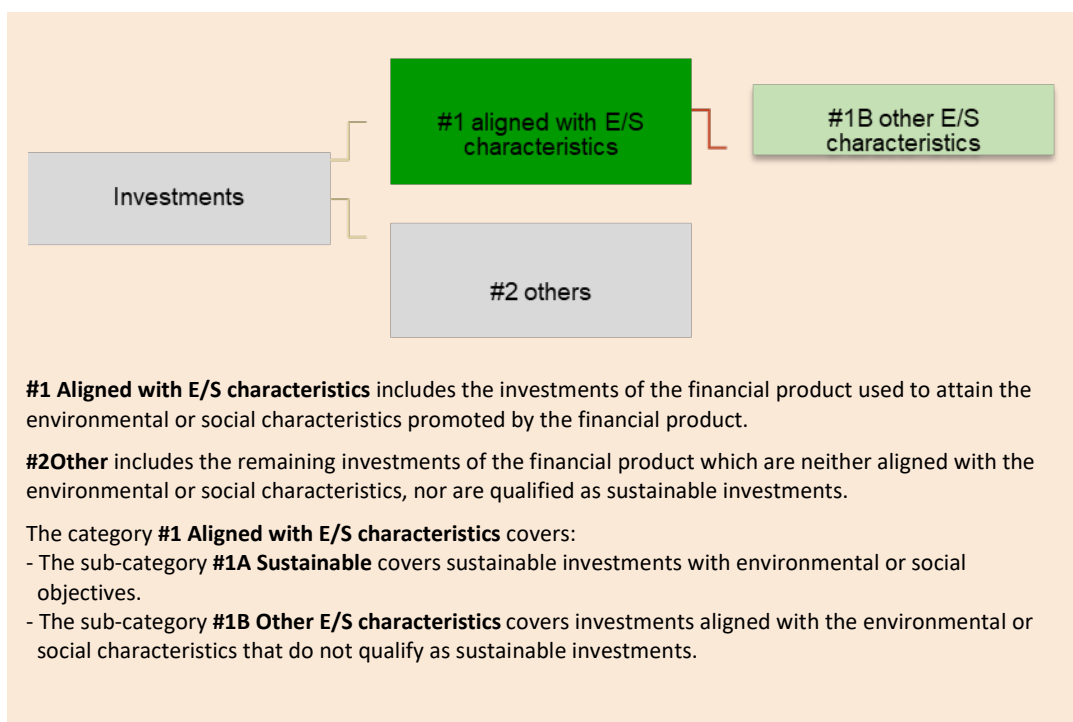 #1 aligned with E/S
characteristics
#1B other E/S
characteristics
Investments
#2 others
#1 Aligned with E/S characteristics includes the investments of the financial product used to attain the
environmental or social characteristics promoted by the financial product.
#2Other includes the remaining investments of the financial product which are neither aligned with the
environmental or social characteristics, nor are qualified as sustainable investments.
The category #1 Aligned with E/S characteristics covers:
- The sub-category #1A Sustainable covers sustainable investments with environmental or social
objectives.
- The sub-category #1B Other E/S characteristics covers investments aligned with the environmental or
social characteristics that do not qualify as sustainable investments.